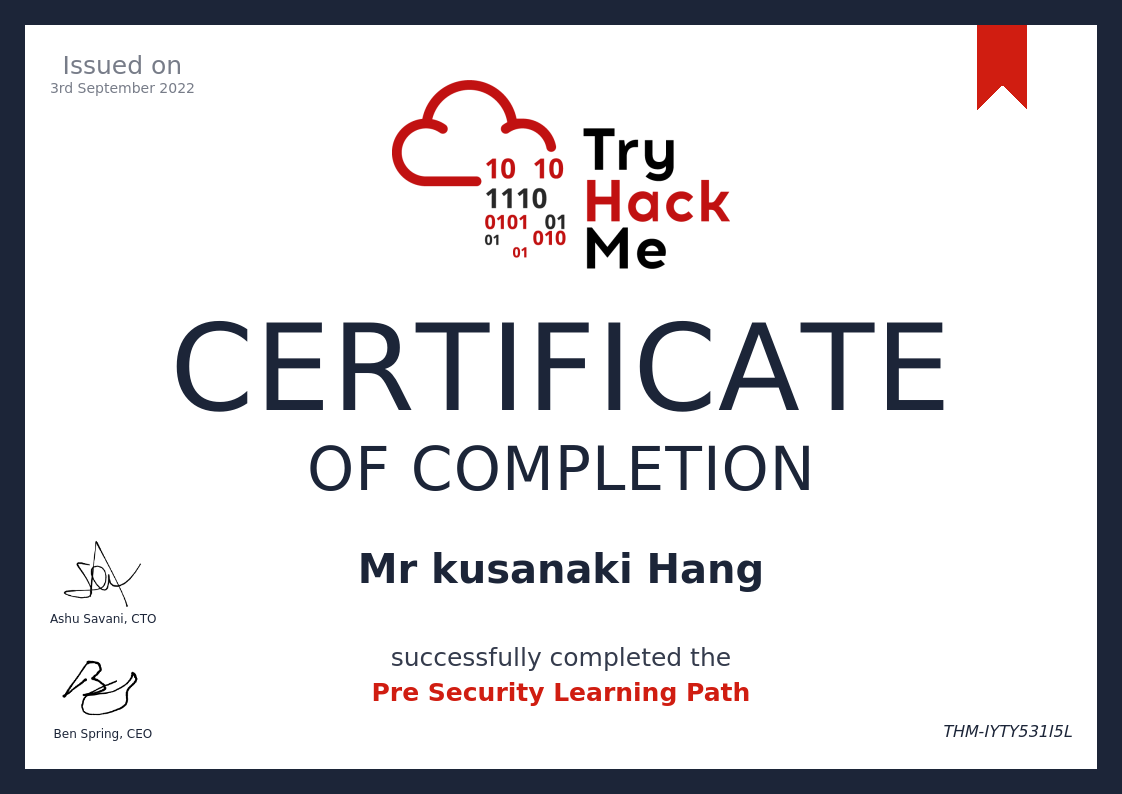 Issued on
3rd September 2022
10 10
1110
0101 01
01 010
01
Try
Hack
Me
CERTIFICATE
OF COMPLETION
Mr kusanaki Hang
Ashu Savani, CTO
successfully completed the
Pre Security Learning Path
Ben Spring, CEO
THM-IYTY531I5L